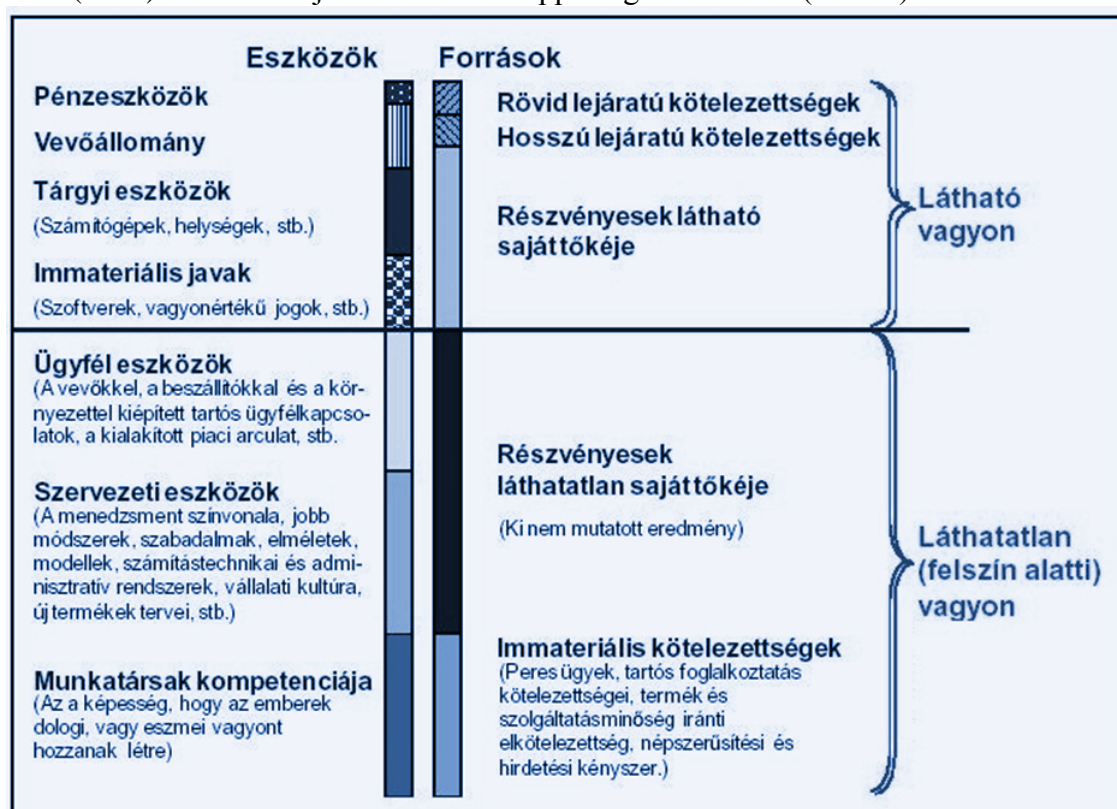 Eszközök
Források
Pénzeszközök
Vevőállomány
Tárgyi eszközök
(Számítógépek, helységek, stb.)
Immateriális javak
(Szoftverek, vagyonértékű jogok, stb.)
Rövid lejáratú kötelezettségek
Hosszú lejáratú kötelezettségek
Részvényesek látható
saját tőkéje
Látható
vagyon
Ügyfél eszközök
(A vevőkkel, a beszállítókkal és a kör-
nyezettel kiépített tartós ügyfélkapcso-
latok, a kialakított piaci arculat, stb.
Szervezeti eszközök
(A menedzsment színvonala, jobb
módszerek, szabadalmak, elméletek,
modellek, számítástechnikai és admi-
nisztratív rendszerek, vállalati kultúra,
új termékek tervei, stb.)
Munkatársak kompetenciája
(Az a képesség, hogy az emberek
dologi, vagy eszmei vagyont
hozzanak létre)
Részvényesek
láthatatlan saját tőkéje
(Ki nem mutatott eredmény)
Immateriális kötelezettségek
(Peres ügyek, tartós foglalkoztatás
kötelezettségei, termék és
szolgáltatásminőség iránti
elkötelezettség, népszerűsítési és
hirdetési kényszer.)
Láthatatlan
(felszín alatti)
vagyon